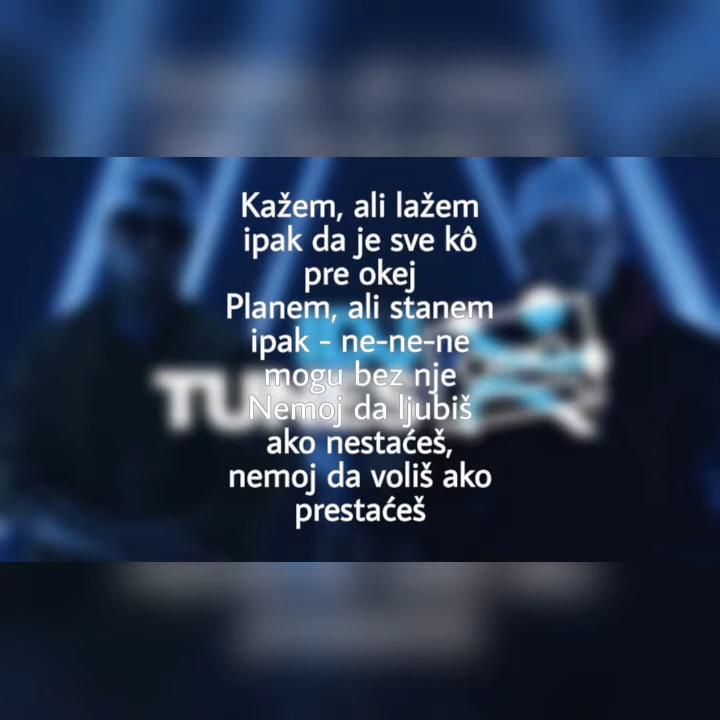 Kažem, ali lažem
ipak da je sve kô
pre okej
Planem, ali stanem
ipak - ne-ne-ne
mogu bez nje
Nemoj da ljubiš
ako nestaćeš,
nemoj da voliš ako
prestaćeš